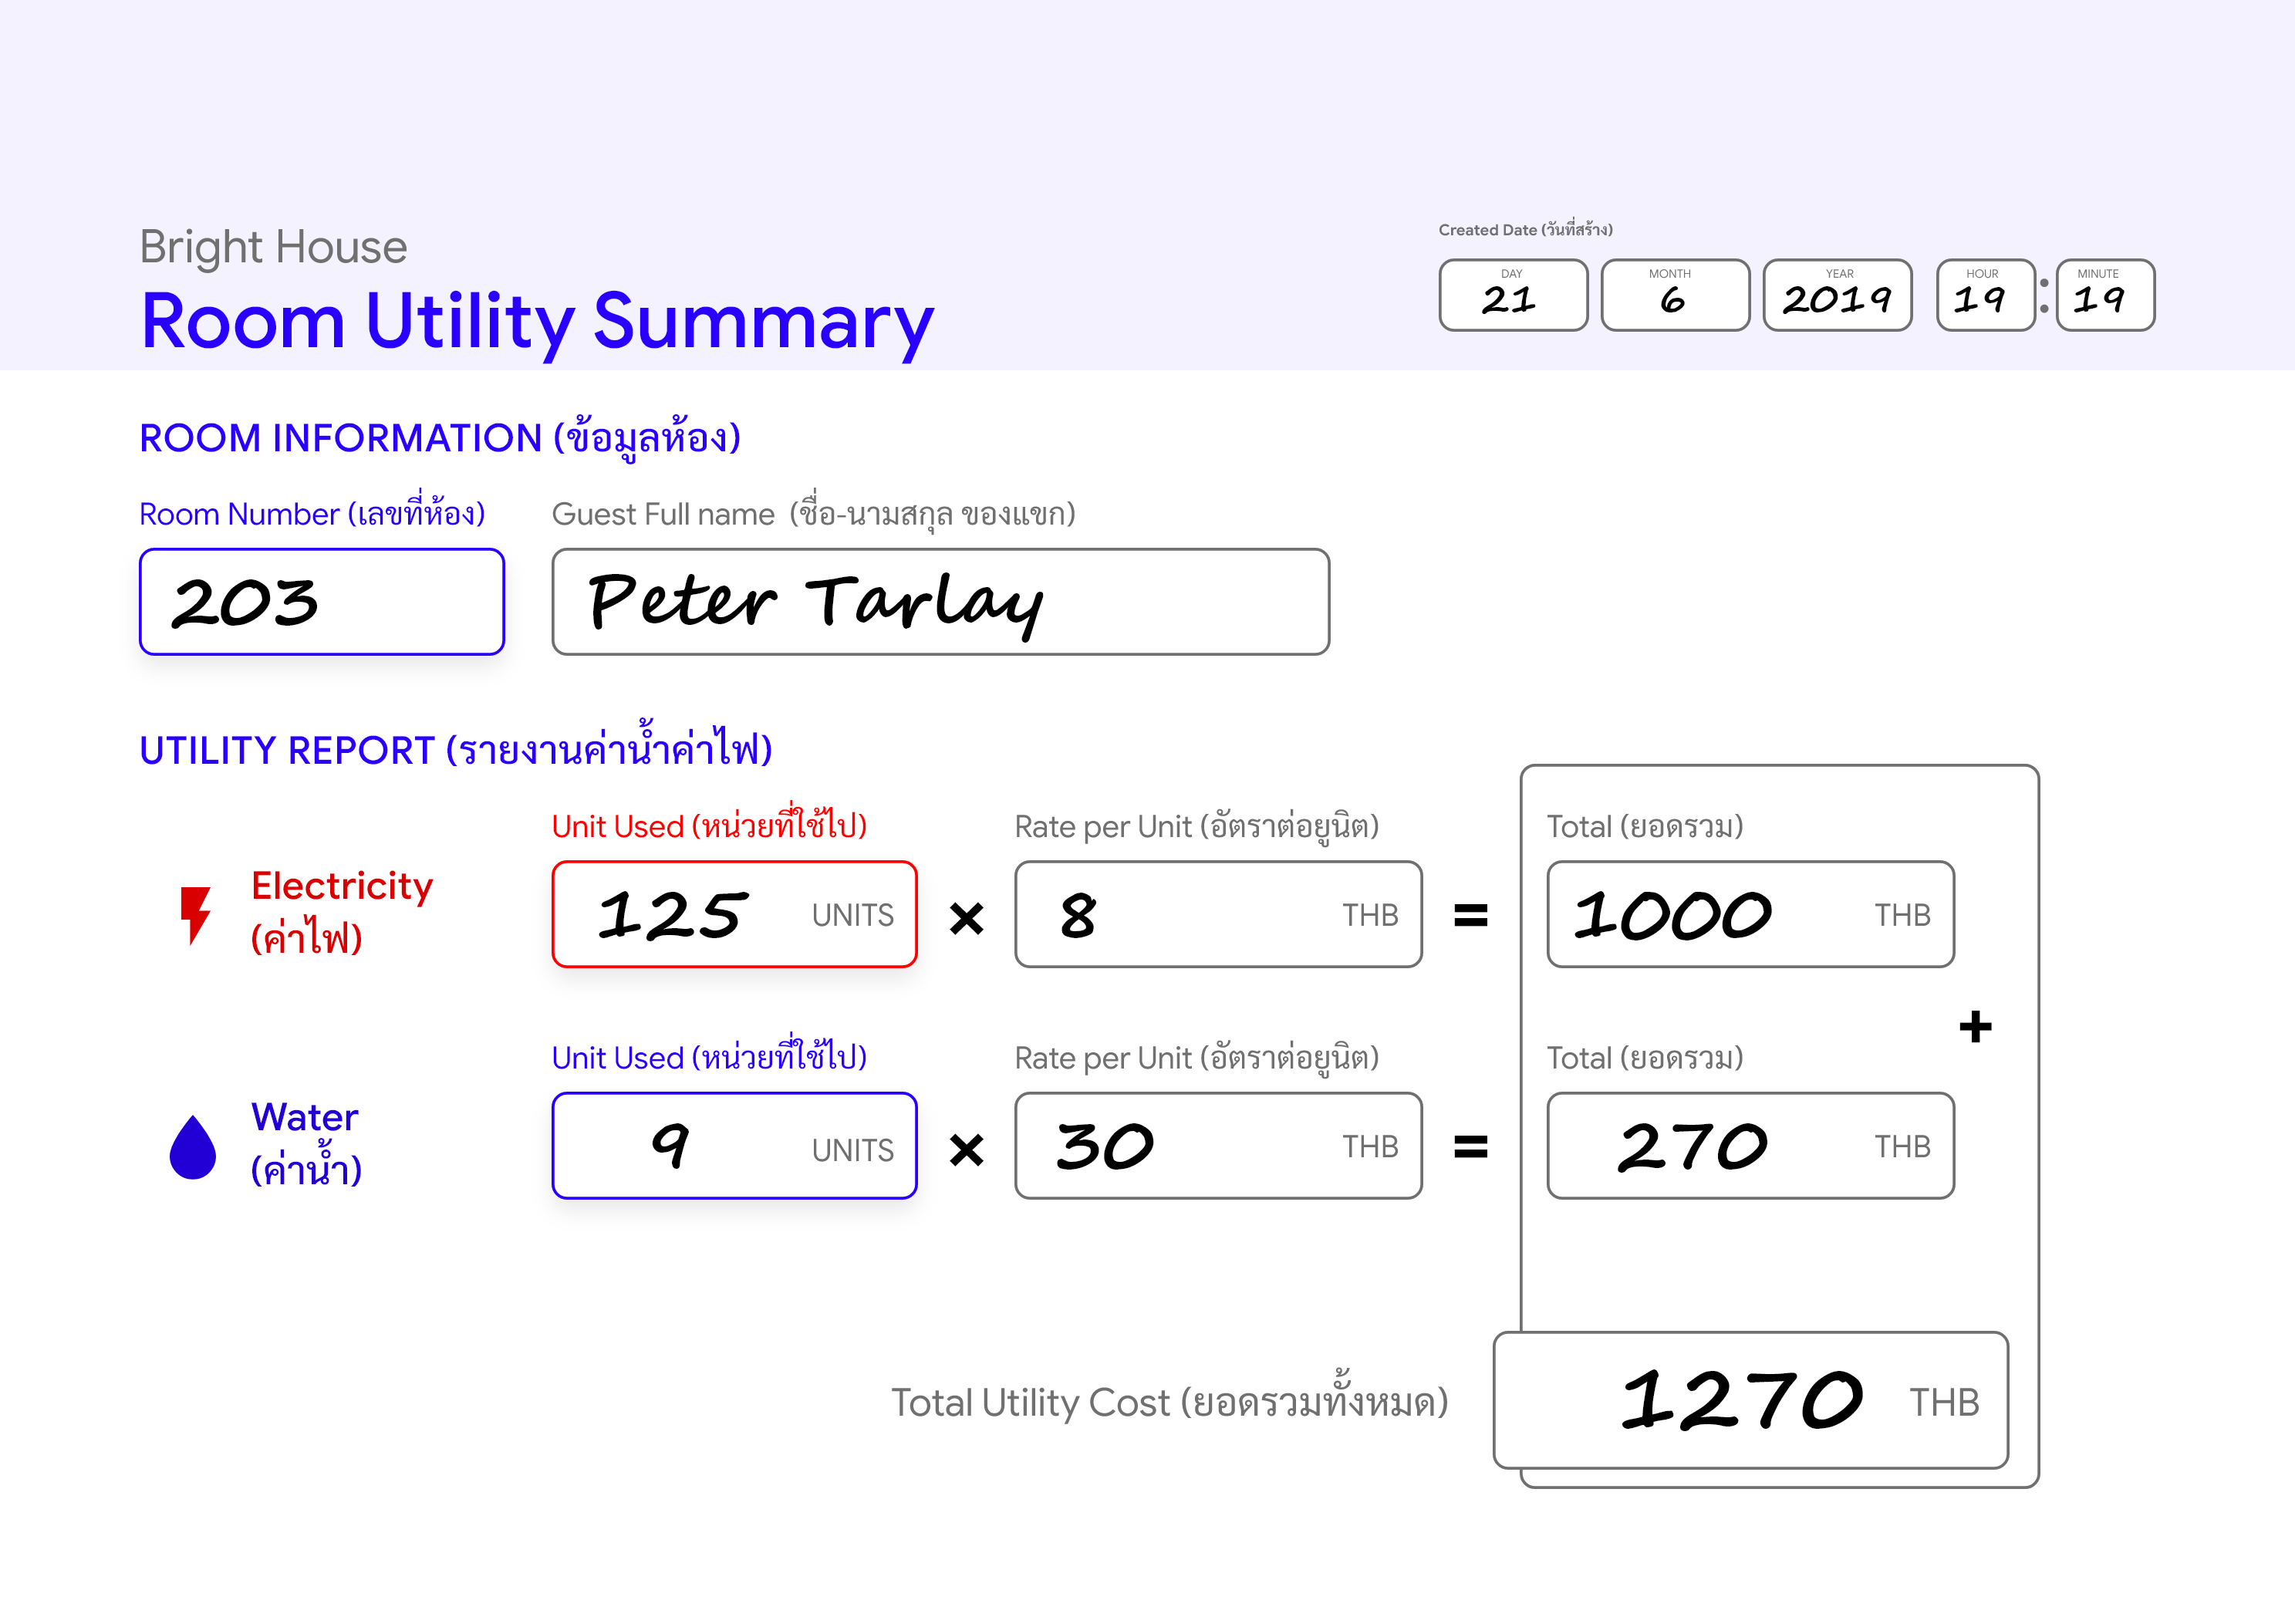 Bright House
Room Utility Summary
Created Date (วันที่สร้าง)
DAY MONTH YEAR HOUR MINUTE
21 6 2019 19 : 19
ROOM INFORMATION (ข้อมูลห้อง)
Room Number (เลขที่ห้อง) Guest Full name (ชื่อ-นามสกุล ของแขก)
203 Peter Tarlay
UTILITY REPORT (รายงานค่าน้ำค่าไฟ)
Unit Used (หน่วยที่ใช้ไป) Rate per Unit (อัตราต่อยูนิต) Total (ยอดรวม)
Electricity
(ค่าไฟ)
125 UNITS × 8 THB = 1000 THB
+
Unit Used (หน่วยที่ใช้ไป) Rate per Unit (อัตราต่อยูนิต) Total (ยอดรวม)
Water
(ค่าน้ำ)
9 UNITS × 30 THB = 270 THB
Total Utility Cost (ยอดรวมทั้งหมด) 1270 THB